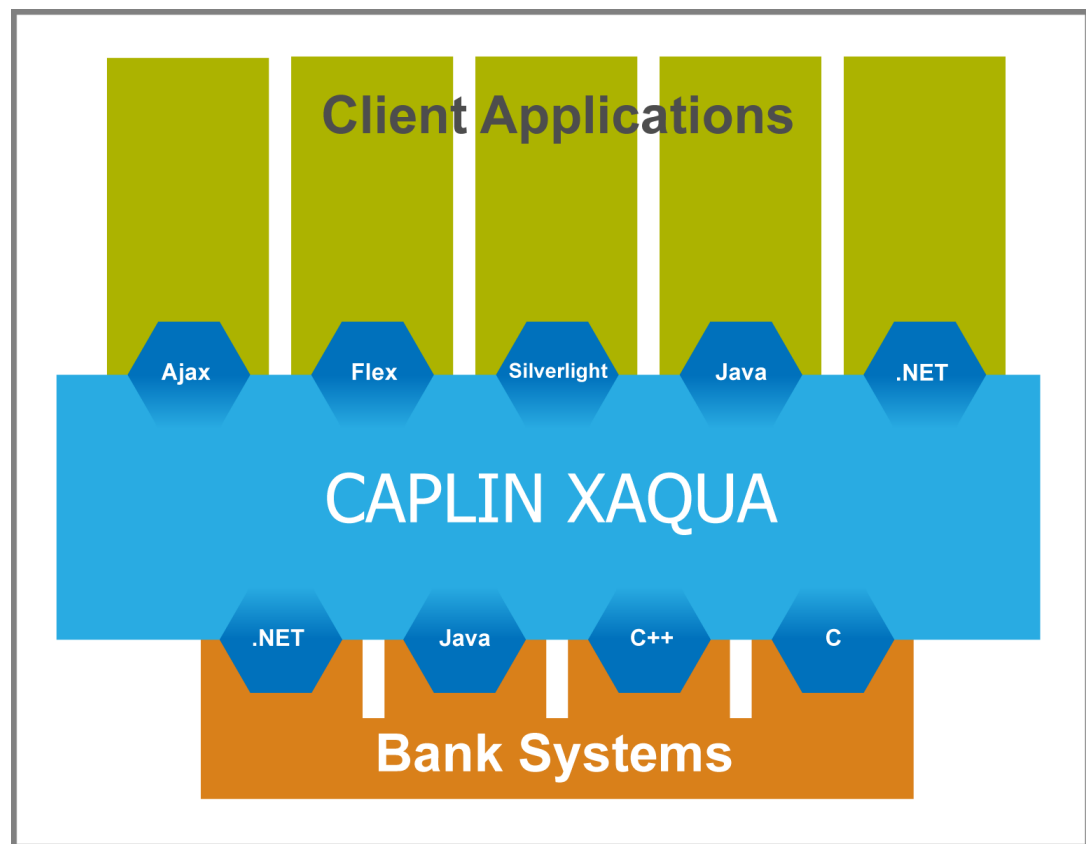 Client Applications
Ajax
Flex
Silverlight
Java
.NET
CAPLIN XAQUA
.NET
Java
C++
C
Bank Systems